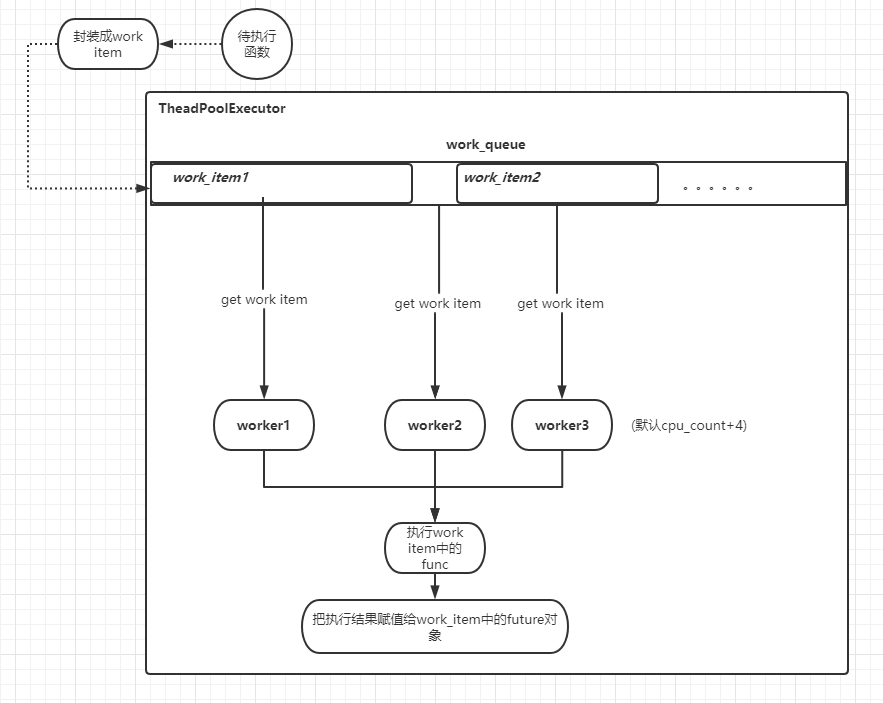 封装成work
item
待执行
函数
TheadPoolExecutor
work_queue
work_item1
work_item2
。。。。。。
get work item
get work item
get work item
worker1
worker2
worker3
(默认cpu_count+4)
执行work
item中的
func
把执行结果赋值给work_item中的future对
象